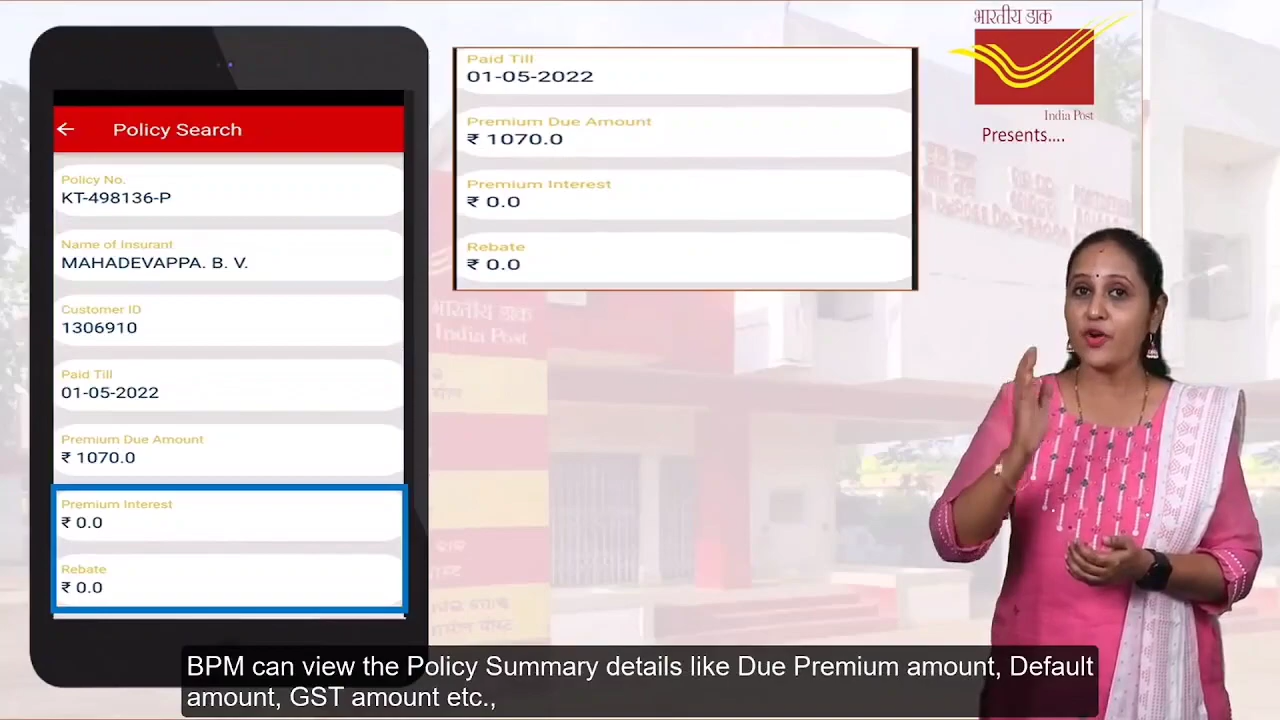 Policy Search
Policy No.
KT-498136-P
Name of Insurant
MAHADEVAPPA. B. V.
Customer ID
1306910
Paid Till
01-05-2022
Premium Due Amount
₹ 1070.0
Premium Interest
₹ 0.0
Rebate
₹ 0.0
Paid Till
01-05-2022
Premium Due Amount
₹ 1070.0
Premium Interest
₹ 0.0
Rebate
₹ 0.0
भारतीय डाक
India Post
Presents....
भारतीय डाक
India Post
BPM can view the Policy Summary details like Due Premium amount, Default
amount, GST amount etc.,